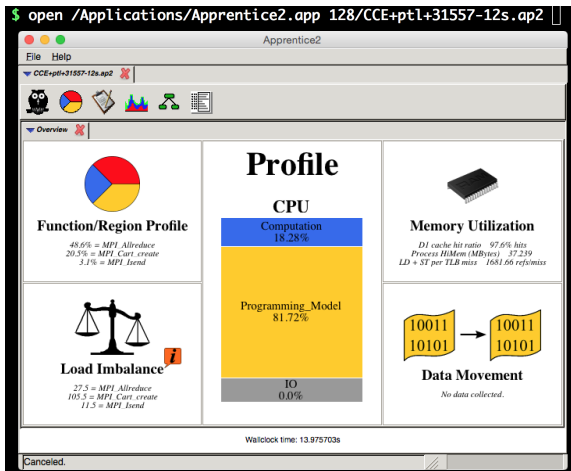 $ open /Applications/Apprentice2.app 128/CCE+ptl+31557-12s.ap2
Apprentice2
File Help
CCE+ptl+31557-12s.ap2
Overview
Profile
CPU
Computation
18.28%
Programming_Model
81.72%
IO
0.0%
Function/Region Profile
48.6% = MPI_Allreduce
20.5% = MPI_Cart_create
3.1% = MPI_Isend
Memory Utilization
D1 cache hit ratio 97.6% hits
Process HiMem (MBytes) 37.239
LD + ST per TLB miss 1681.66 refs/miss
Load Imbalance
27.5 = MPI_Allreduce
105.5 = MPI_Cart_create
11.5 = MPI_Isend
10011
10101
10011
10101
Data Movement
No data collected.
Wallclock time: 13.975703s
Canceled.